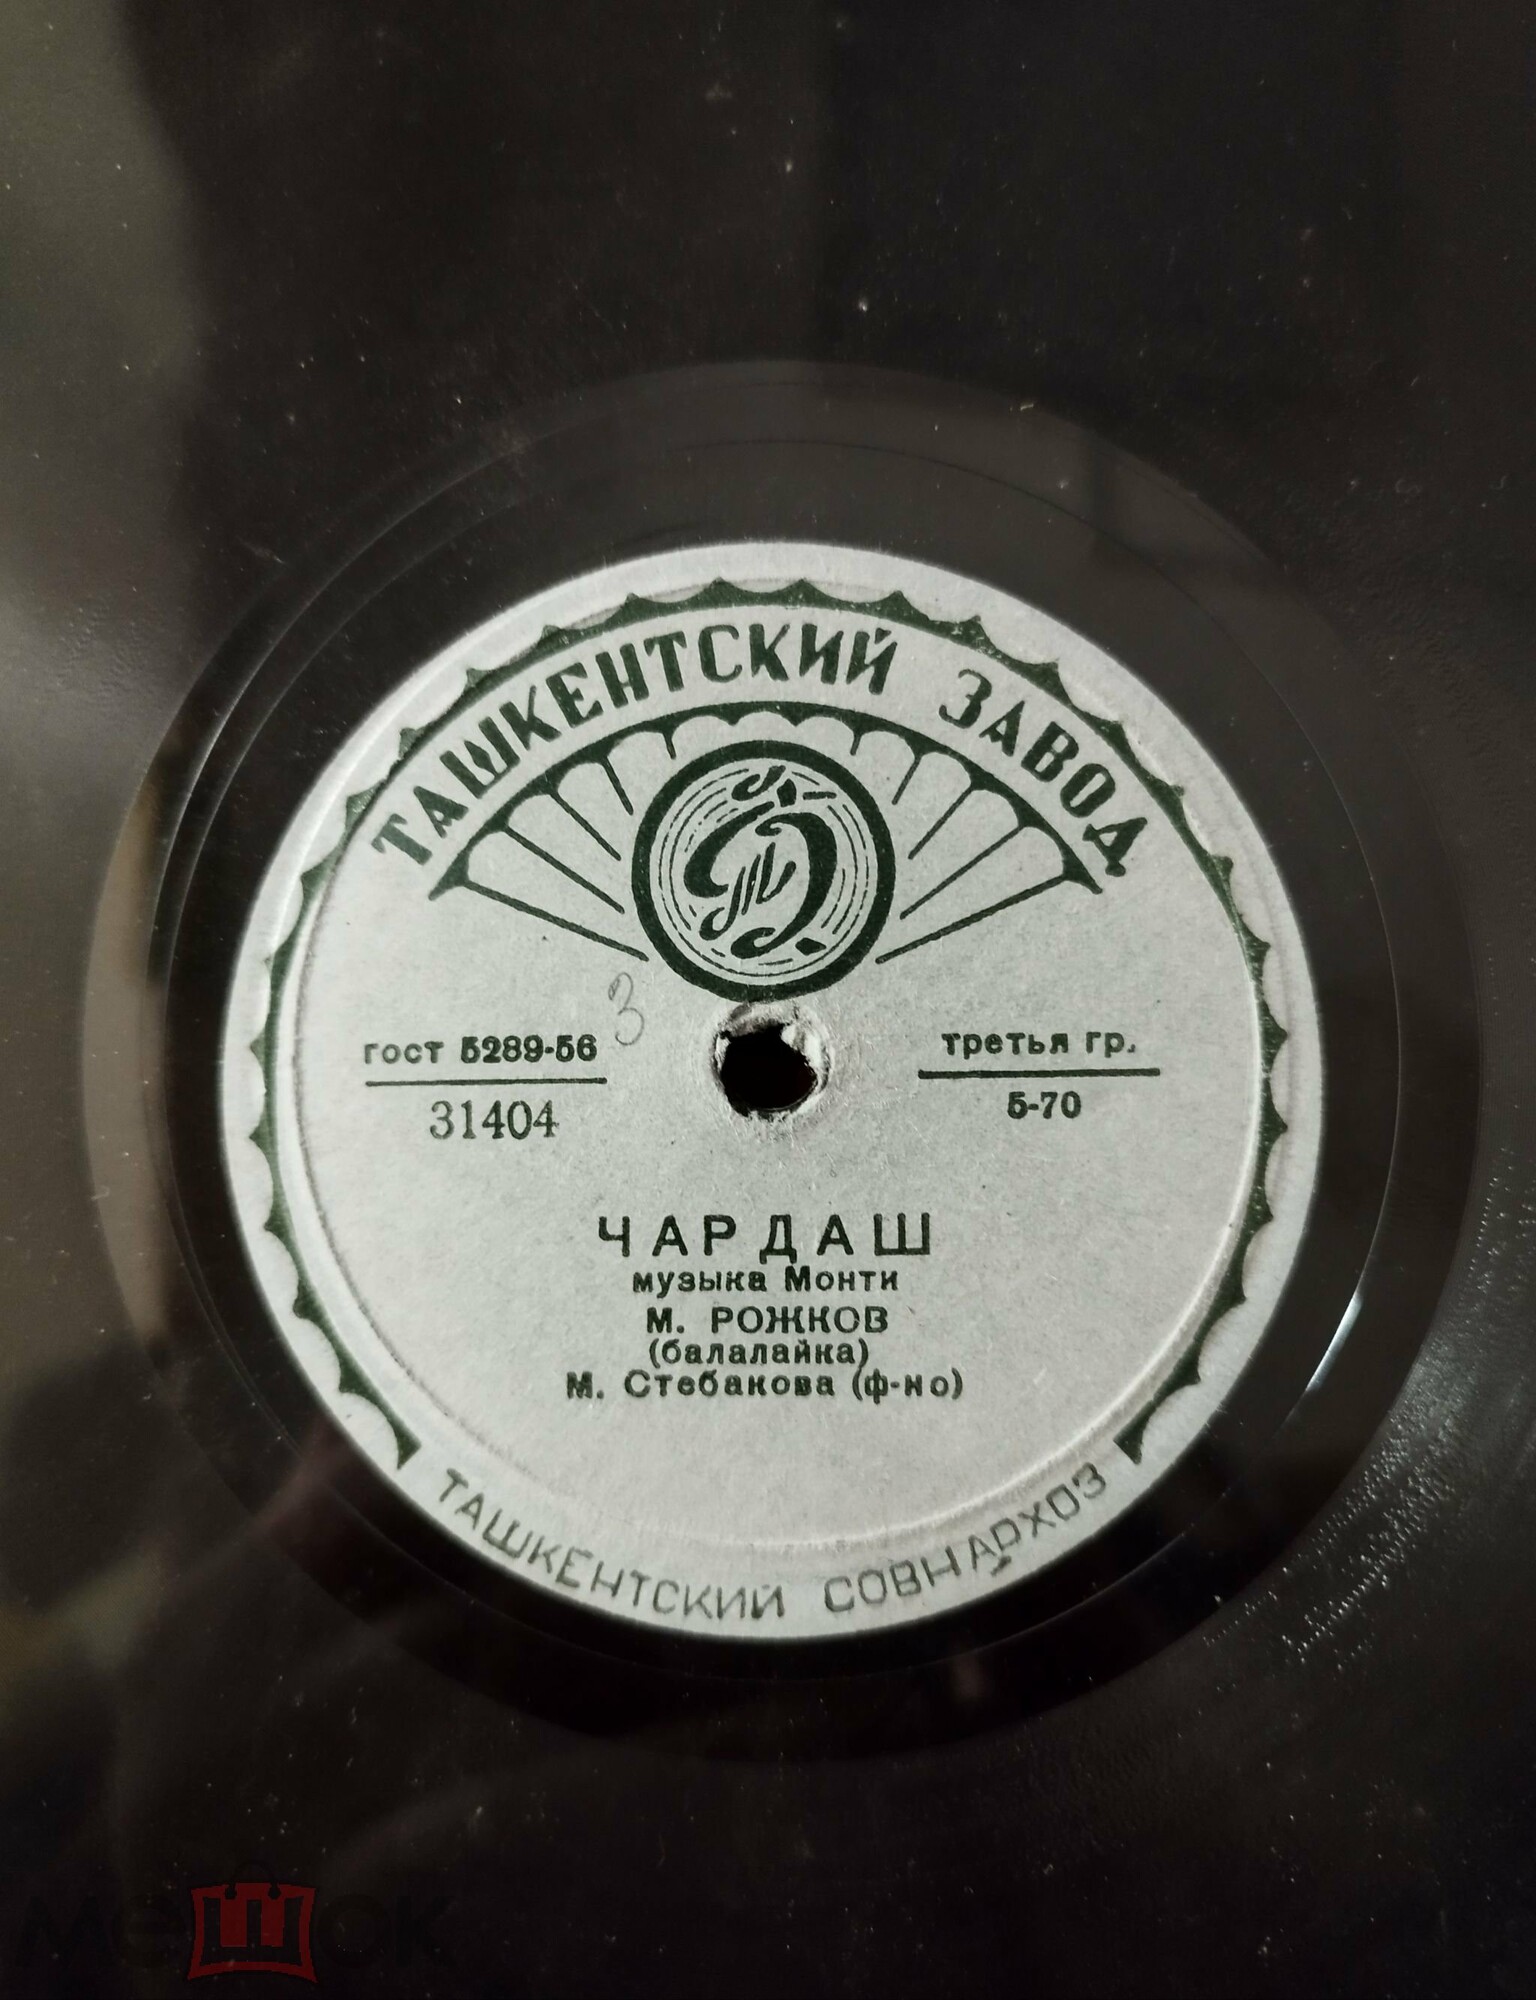 ТАШКЕНТСКИЙ ЗАВОД
3
гост 5289-56
31404
третья гр.
5-70
ЧАРДАШ
музыка Монти
М. РОЖКОВ
(балалайка)
М. Стебакова (ф-но)
ТАШКЕНТСКИЙ СОВНАРХОЗ
мешок